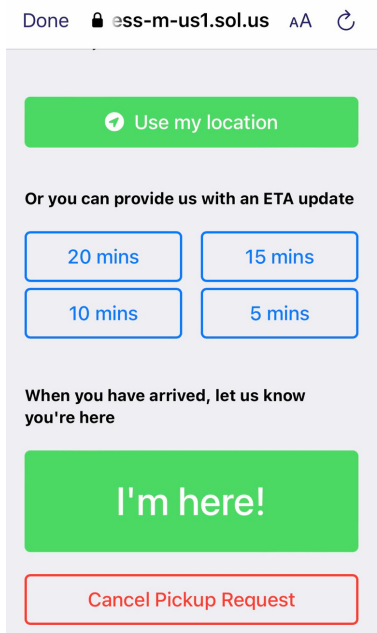 Done ess-m-us1.sol.us AA
Use my location
Or you can provide us with an ETA update
20 mins 15 mins
10 mins 5 mins
When you have arrived, let us know
you're here
I'm here!
Cancel Pickup Request